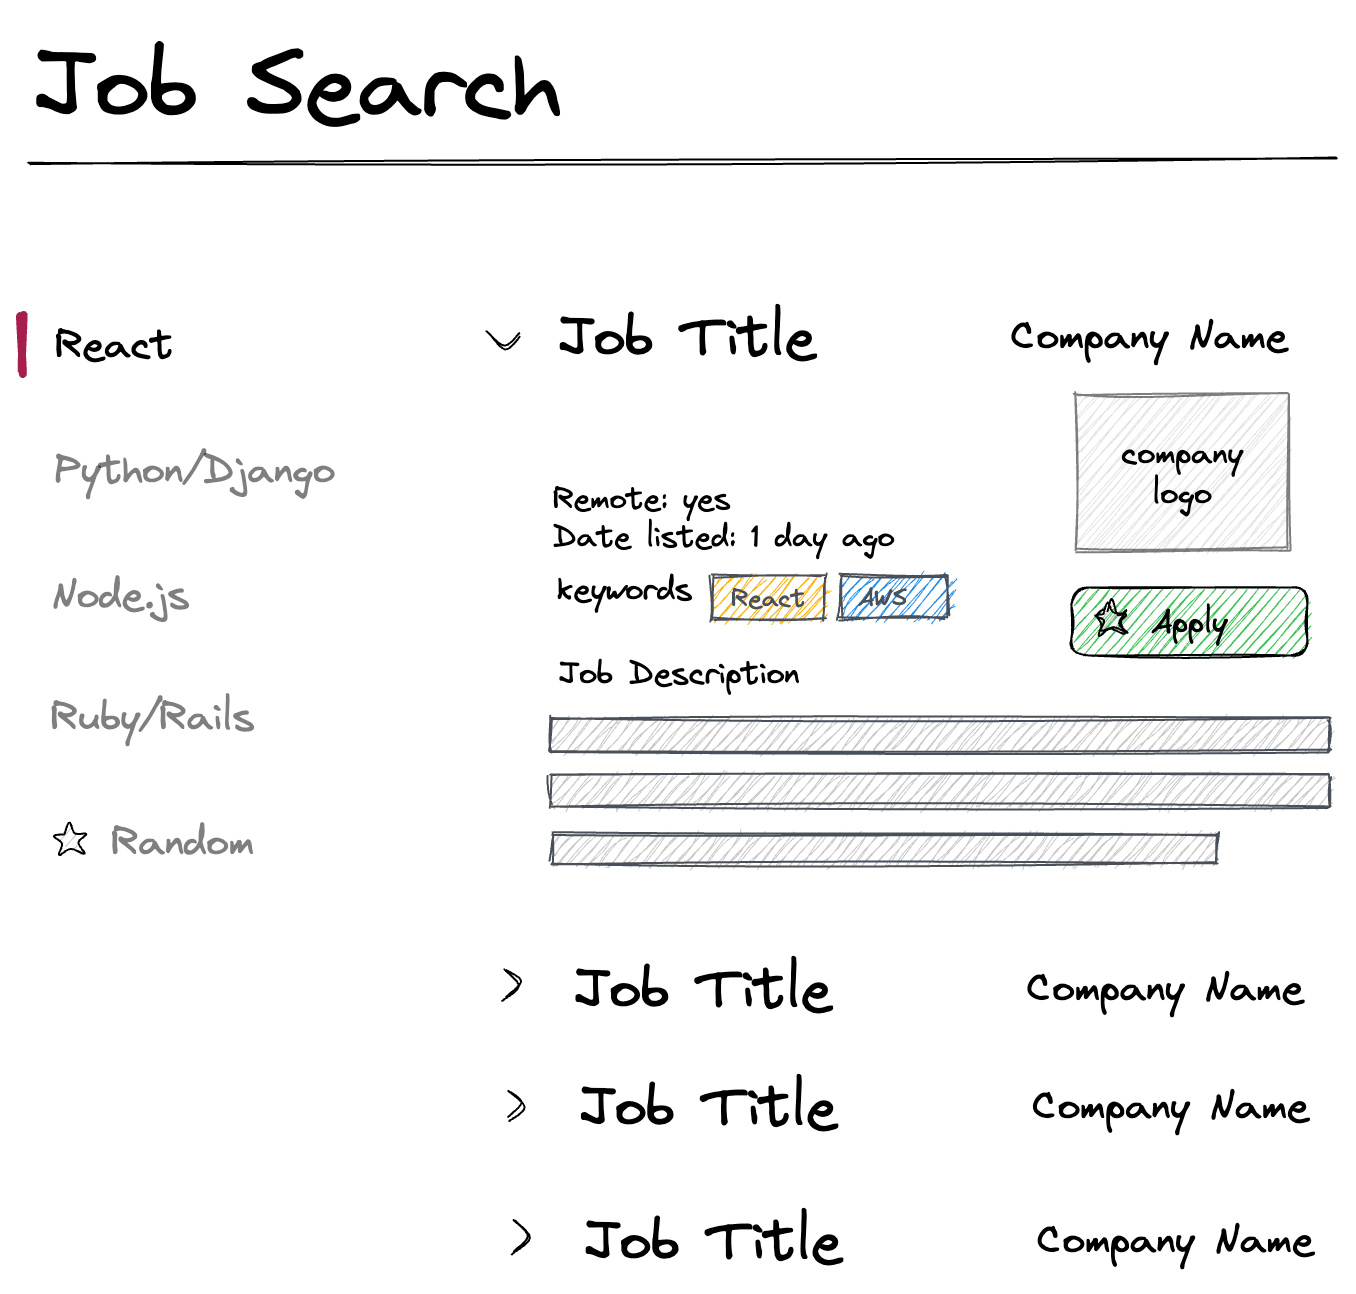 Job Search
React
Python/Django
Node.js
Ruby/Rails
Random
Job Title
Company Name
company
logo
Remote: yes
Date listed: 1 day ago
keywords React AWS
Apply
Job Description
Job Title Company Name
Job Title Company Name
Job Title Company Name